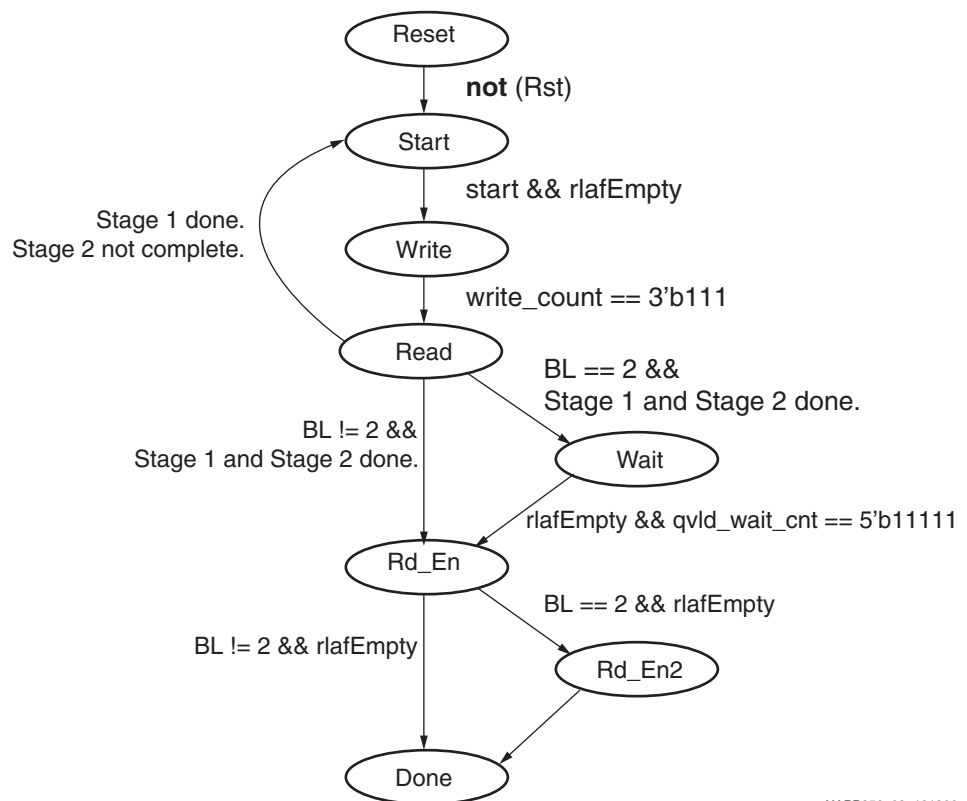 Reset
not (Rst)
Start
start && rlafEmpty
Stage 1 done.
Stage 2 not complete.
Write
write_count == 3'b111
Read
BL == 2 &&
Stage 1 and Stage 2 done.
BL != 2 &&
Stage 1 and Stage 2 done.
Wait
rlafEmpty && qvld_wait_cnt == 5'b11111
Rd_En
BL == 2 && rlafEmpty
BL != 2 && rlafEmpty
Rd_En2
Done